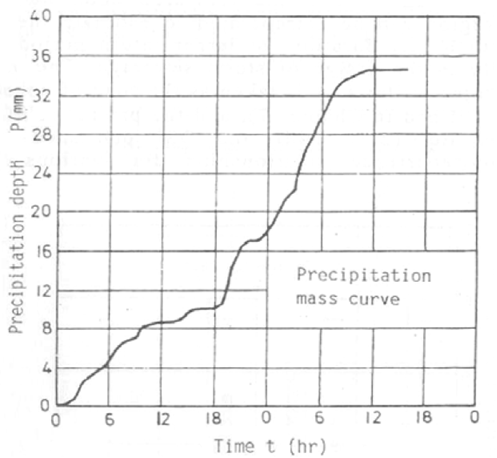 40
36
32
28
24
20
16
12
8
4
0
Precipitation depth P(mm)
Precipitation
mass curve
0 6 12 18 0 6 12 18 0
Time t (hr)